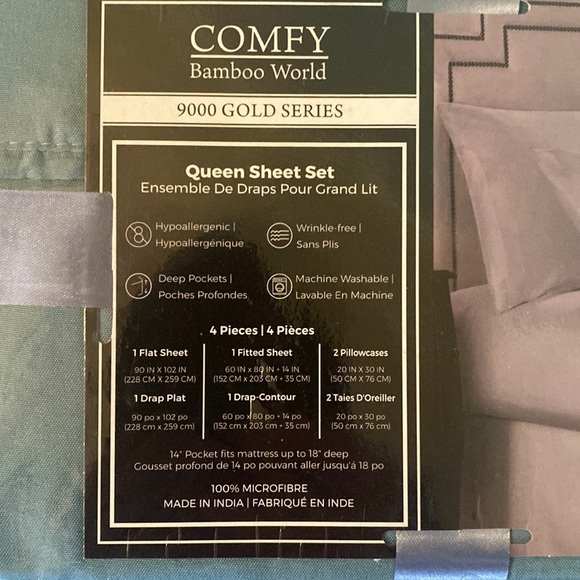 COMFY
Bamboo World
9000 GOLD SERIES
Queen Sheet Set
Ensemble De Draps Pour Grand Lit
Hypoallergenic |
Hypoallergénique
Wrinkle-free |
Sans Plis
Deep Pockets |
Poches Profondes
Machine Washable |
Lavable En Machine
4 Pieces | 4 Pièces
1 Flat Sheet
90 IN X 102 IN
(228 CM X 259 CM)
1 Drap Plat
90 po x 102 po
(228 cm x 259 cm)
1 Fitted Sheet
60 IN x 80 IN + 14 IN
(152 CM x 203 CM + 35 CM)
1 Drap-Contour
60 po x 80 po + 14 po
(152 cm x 203 cm + 35 cm)
2 Pillowcases
20 IN X 30 IN
(50 CM X 76 CM)
2 Taies D'Oreiller
20 po x 30 po
(50 cm x 76 cm)
14" Pocket fits mattress up to 18" deep
Gousset profond de 14 po pouvant aller jusqu'á 18 po
100% MICROFIBRE
MADE IN INDIA | FABRIQUÉ EN INDE